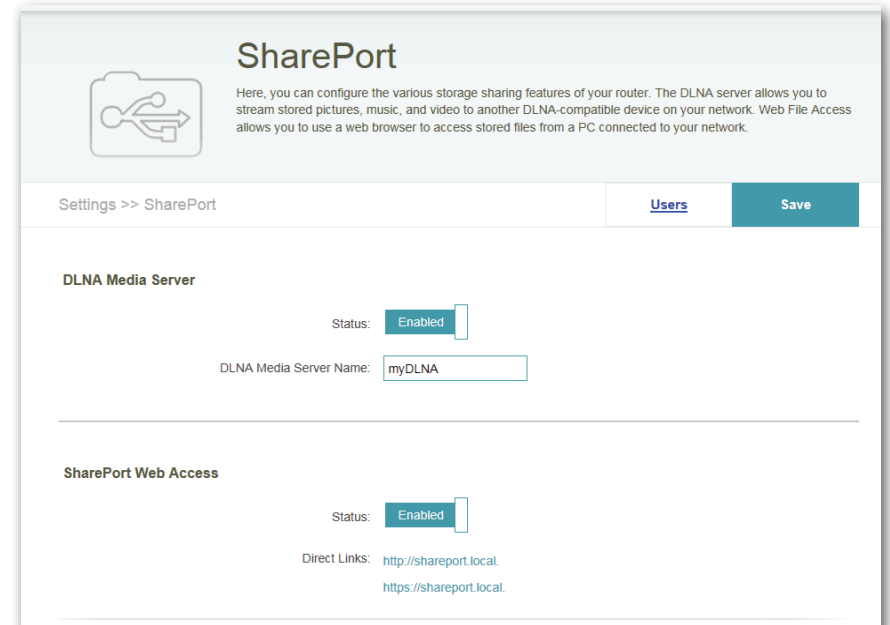 SharePort
Here, you can configure the various storage sharing features of your router. The DLNA server allows you to
stream stored pictures, music, and video to another DLNA-compatible device on your network. Web File Access
allows you to use a web browser to access stored files from a PC connected to your network.
Settings >> SharePort
Users
Save
DLNA Media Server
Status: Enabled
DLNA Media Server Name: myDLNA
SharePort Web Access
Status: Enabled
Direct Links: http://shareport.local.
https://shareport.local.